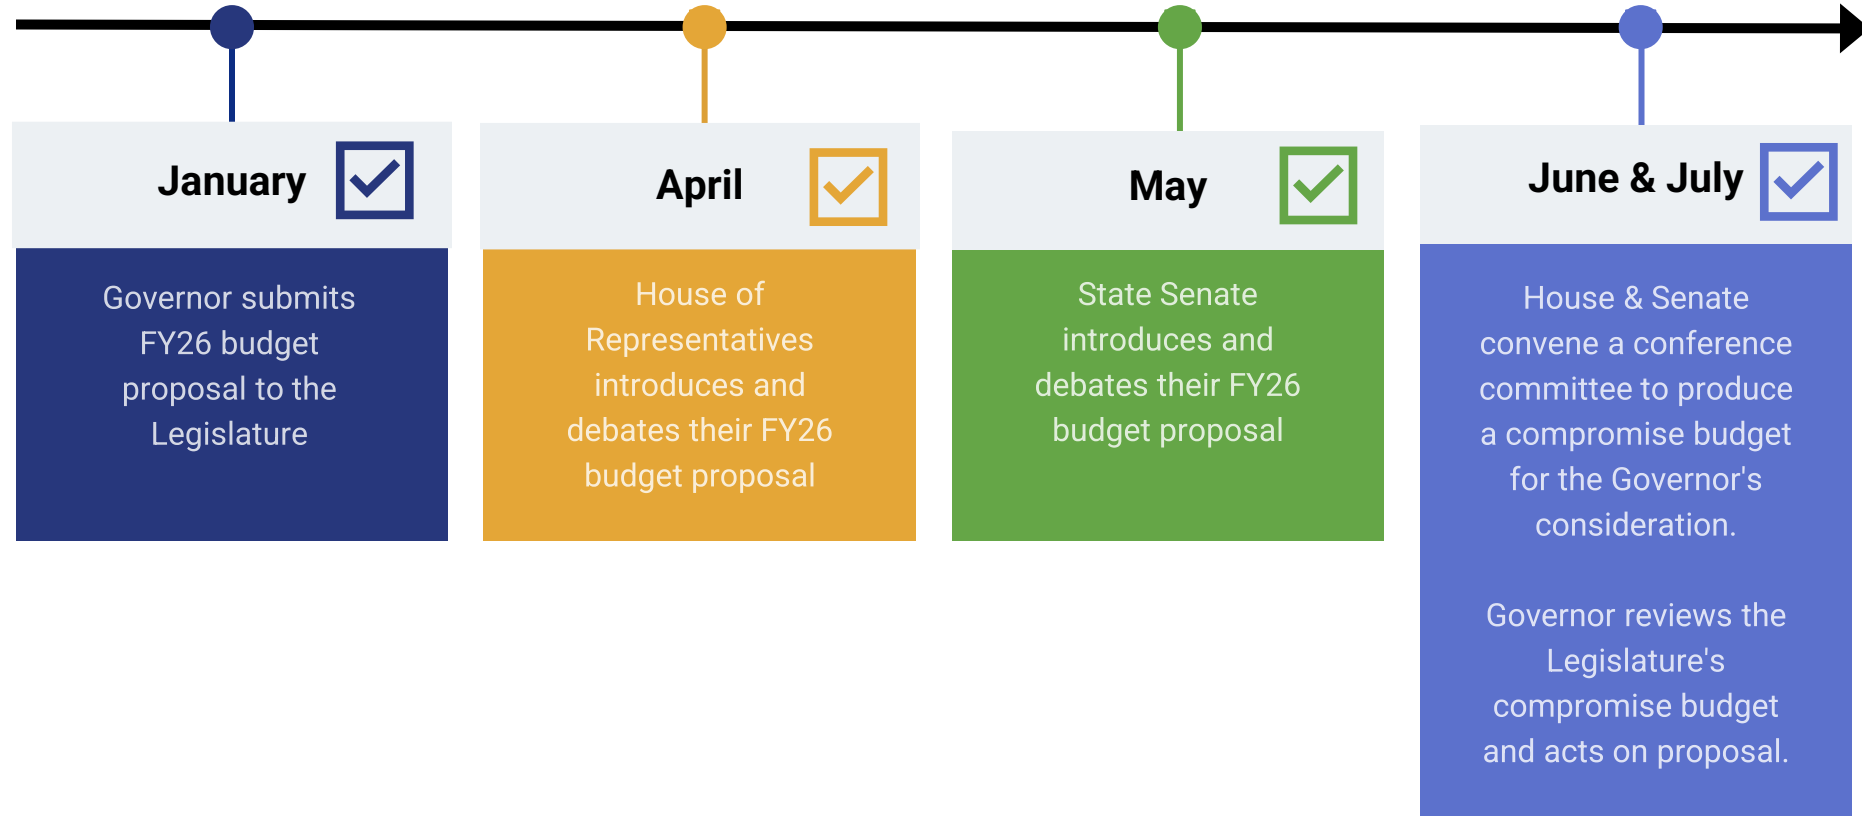 January
Governor submits
FY26 budget
proposal to the
Legislature
April
House of
Representatives
introduces and
debates their FY26
budget proposal
May
State Senate
introduces and
debates their FY26
budget proposal
June & July
House & Senate
convene a conference
committee to produce
a compromise budget
for the Governor's
consideration.
Governor reviews the
Legislature's
compromise budget
and acts on proposal.